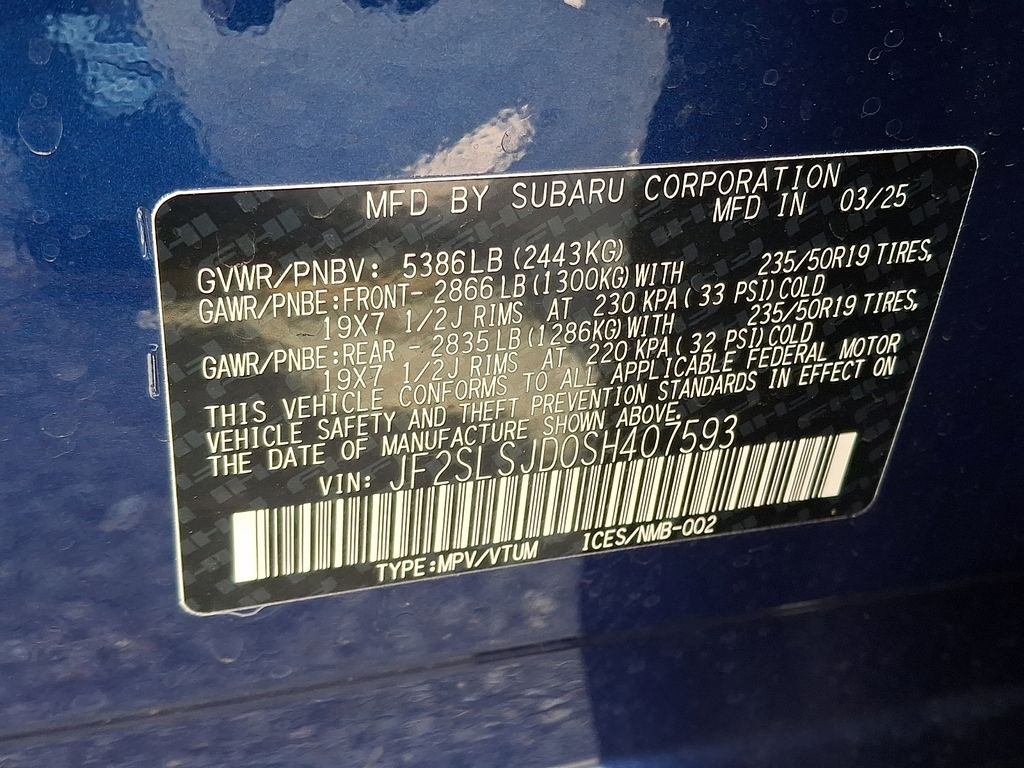 MFD BY SUBARU CORPORATION
MFD IN 03/25
GVWR/PNBV: 5386LB (2443KG)
GAWR/PNBE:FRONT- 2866LB (1300KG)WITH 235/50R19 TIRES,
19X7 1/2J RIMS AT 230 KPA (33 PSI) COLD
GAWR/PNBE:REAR - 2835LB (1286KG)WITH 235/50R19 TIRES,
19X7 1/2J RIMS AT 220 KPA (32 PSI) COLD
THIS VEHICLE CONFORMS TO ALL APPLICABLE FEDERAL MOTOR
VEHICLE SAFETY AND THEFT PREVENTION STANDARDS IN EFFECT ON
THE DATE OF MANUFACTURE SHOWN ABOVE.
VIN: JF2SLSJD0SH407593
TYPE:MPV/VTUM ICES/NMB-002